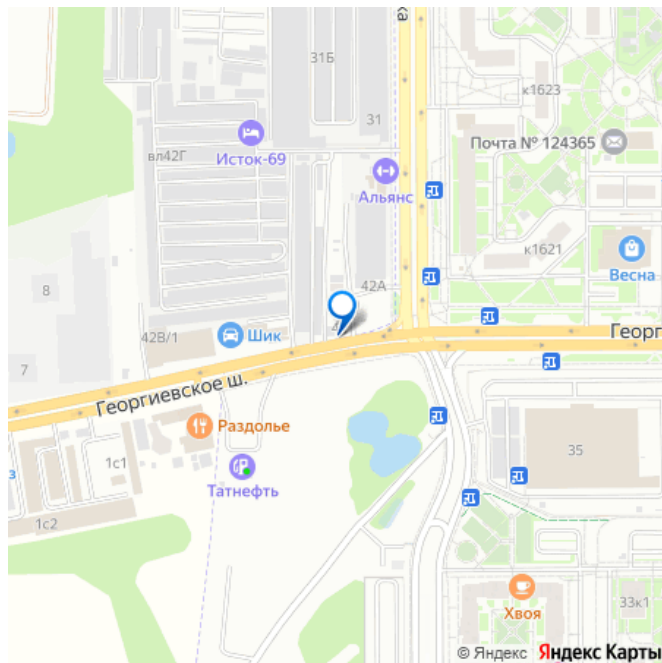 ка
31Б
к1623
31
Почта № 124365
вл42Г
Исток-69
Альянс
к1621
Весна
8
42А
42В/1
Шик
Георг
7
Георгиевское ш.
Раздолье
35
1с1
з
Татнефть
1с2
Хвоя
33к1
© Яндекс Яндекс Карты